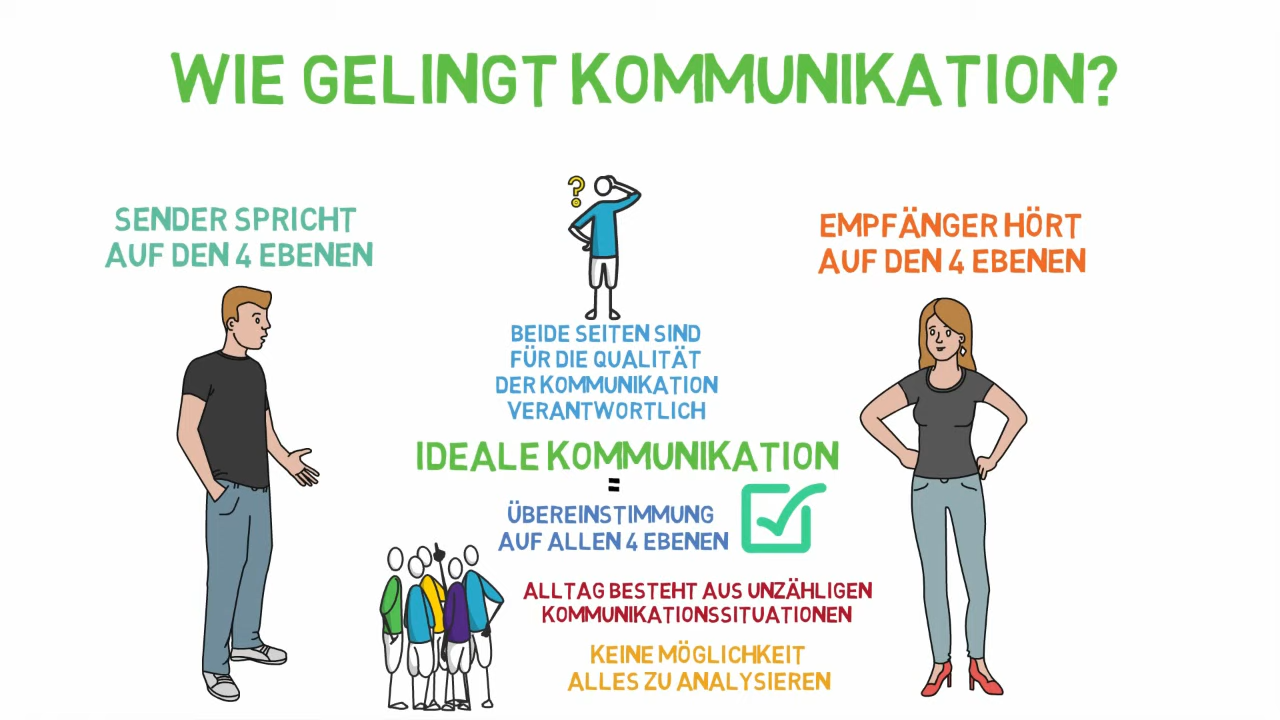 WIE GELINGT KOMMUNIKATION?
SENDER SPRICHT
AUF DEN 4 EBENEN
?
EMPFÄNGER HÖRT
AUF DEN 4 EBENEN
BEIDE SEITEN SIND
FÜR DIE QUALITÄT
DER KOMMUNIKATION
VERANTWORTLICH
IDEALE KOMMUNIKATION
=
ÜBEREINSTIMMUNG
AUF ALLEN 4 EBENEN
ALLTAG BESTEHT AUS UNZÄHLIGEN
KOMMUNIKATIONSSITUATIONEN
KEINE MÖGLICHKEIT
ALLES ZU ANALYSIEREN